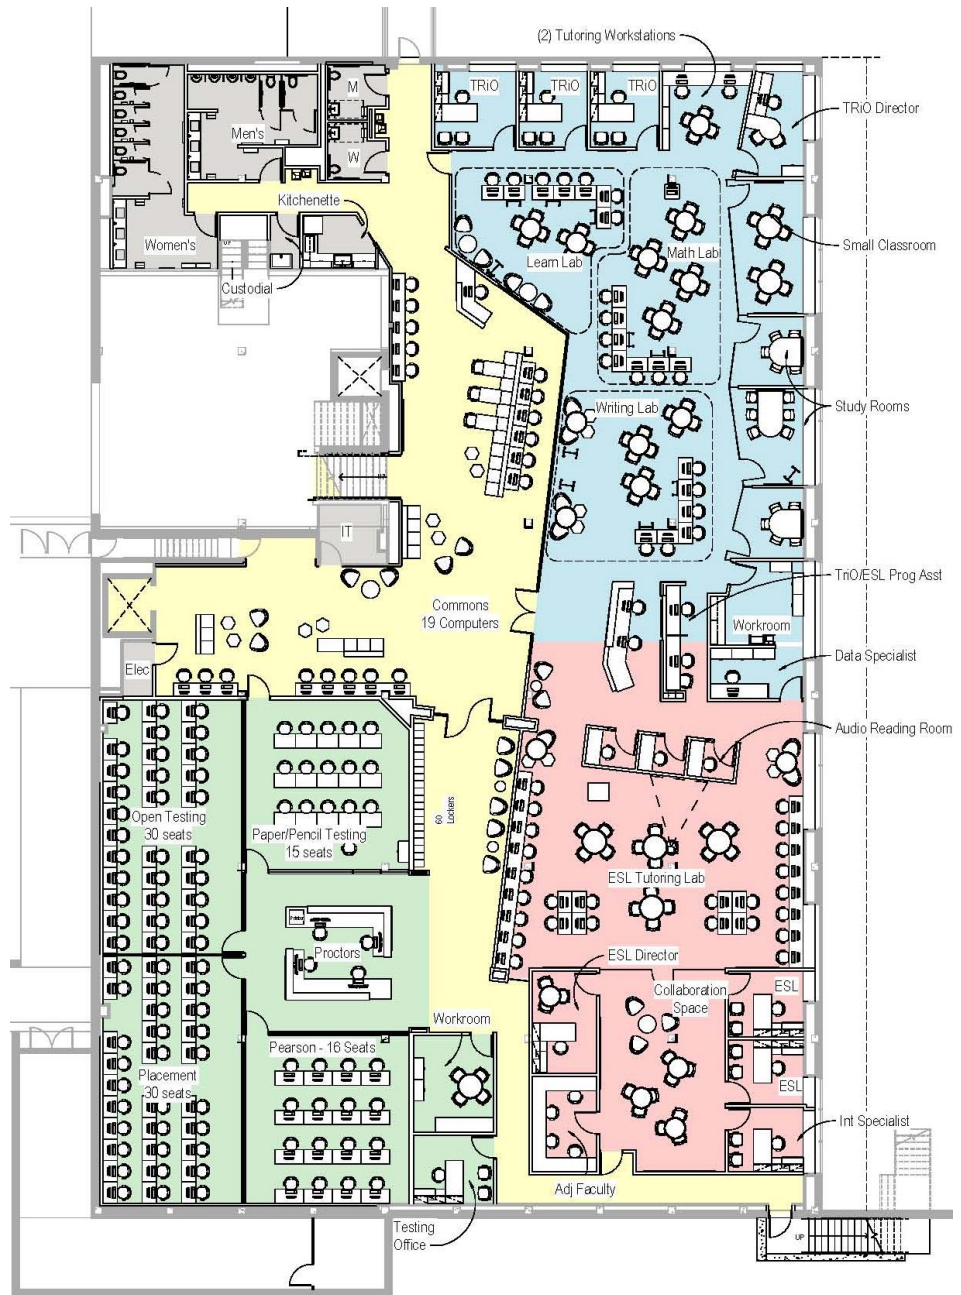 (2) Tutoring Workstations
M
TRiO
TRiO
TRiO
TRiO Director
Men's
W
Kitchenette
Women's
Learn Lab
Math Lab
Small Classroom
UP
Custodial
Writing Lab
Study Rooms
UP
IT
TriO/ESL Prog Asst
Commons
19 Computers
Workroom
Elec
Data Specialist
Audio Reading Room
60
Lockers
Open Testing
30 seats
Paper/Pencil Testing
15 seats
ESL Tutoring Lab
Proctors
ESL Director
Collaboration
Space
ESL
Workroom
Pearson - 16 Seats
Placement
30 seats
ESL
Int Specialist
Adj Faculty
Testing
Office
UP